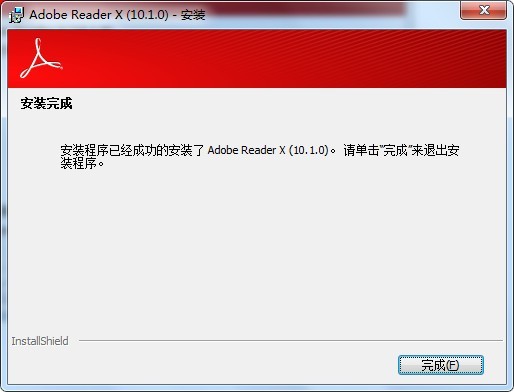 Adobe Reader X (10.1.0) - 安装
安装完成
安装程序已经成功的安装了 Adobe Reader X (10.1.0)。 请单击“完成”来退出安
装程序。
InstallShield
完成(F)